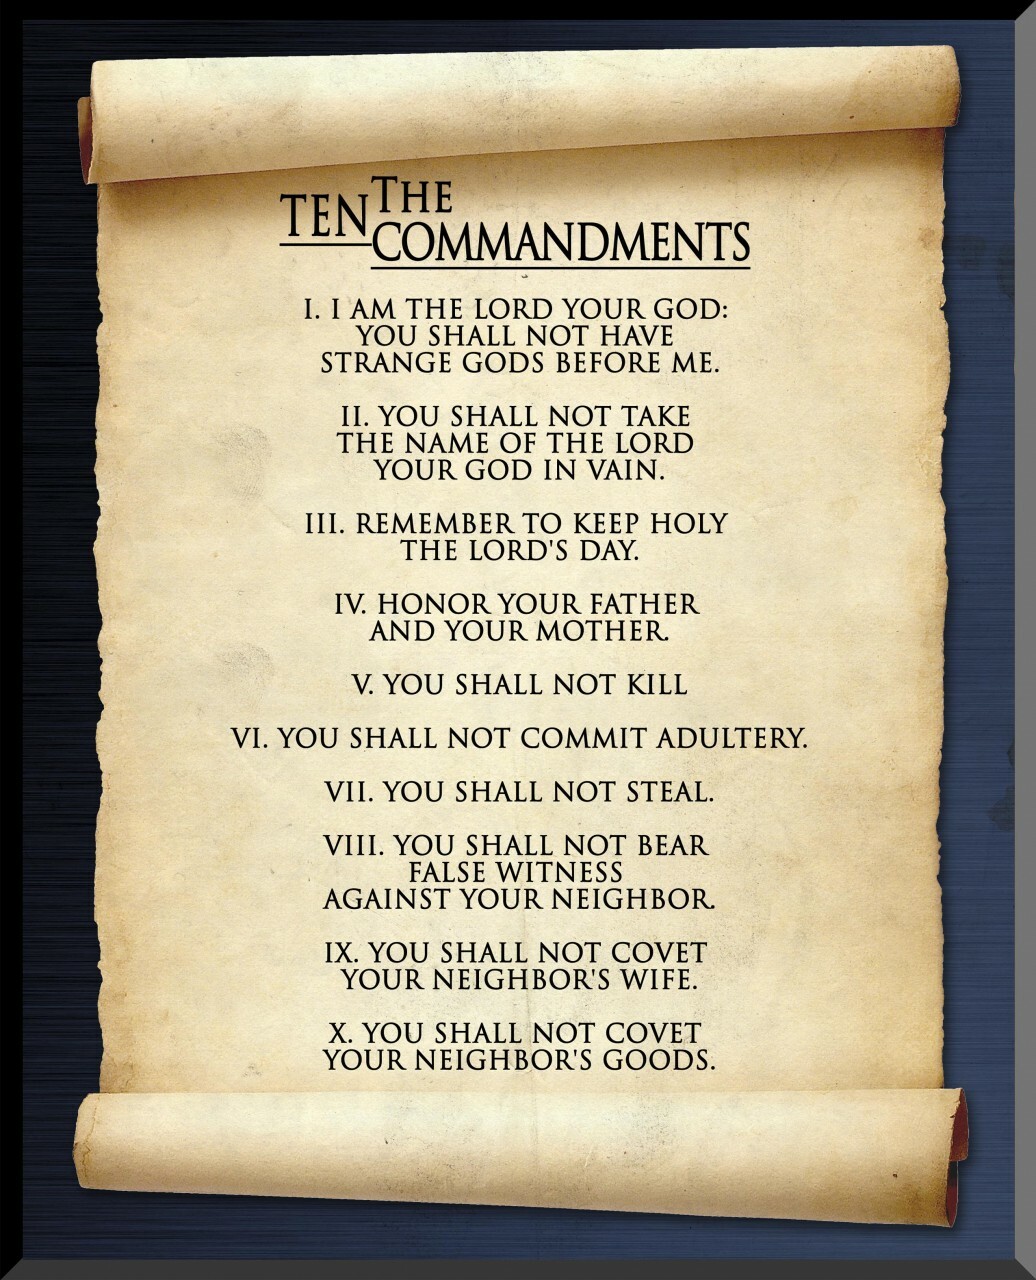 THE
TEN
COMMANDMENTS
I. I AM THE LORD YOUR GOD:
YOU SHALL NOT HAVE
STRANGE GODS BEFORE ME.
II. YOU SHALL NOT TAKE
THE NAME OF THE LORD
YOUR GOD IN VAIN.
III. REMEMBER TO KEEP HOLY
THE LORD'S DAY.
IV. HONOR YOUR FATHER
AND YOUR MOTHER.
V. YOU SHALL NOT KILL
VI. YOU SHALL NOT COMMIT ADULTERY.
VII. YOU SHALL NOT STEAL.
VIII. YOU SHALL NOT BEAR
FALSE WITNESS
AGAINST YOUR NEIGHBOR.
IX. YOU SHALL NOT COVET
YOUR NEIGHBOR'S WIFE.
X. YOU SHALL NOT COVET
YOUR NEIGHBOR'S GOODS.